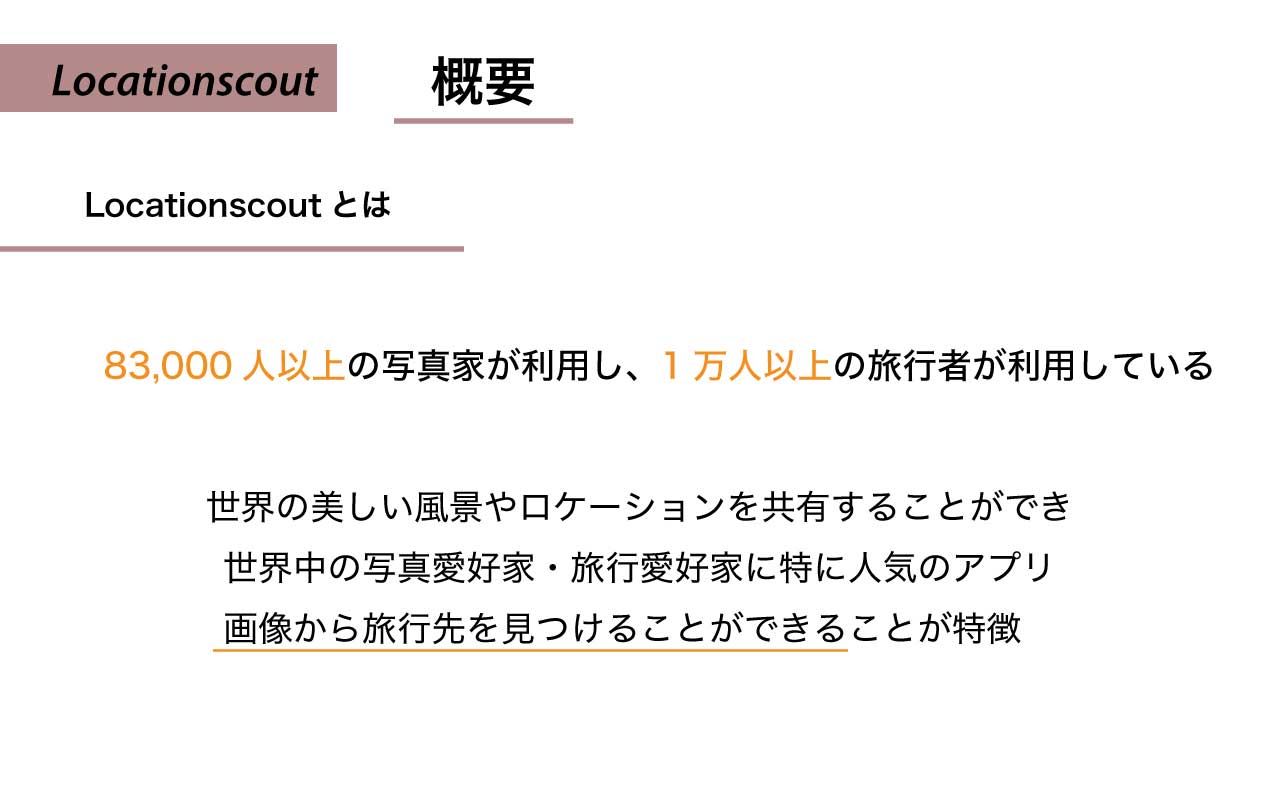 Locationscout
概要
Locationscout とは
83,000 人以上の写真家が利用し、1 万人以上の旅行者が利用している
世界の美しい風景やロケーションを共有することができ
世界中の写真愛好家・旅行愛好家に特に人気のアプリ
画像から旅行先を見つけることができることが特徴